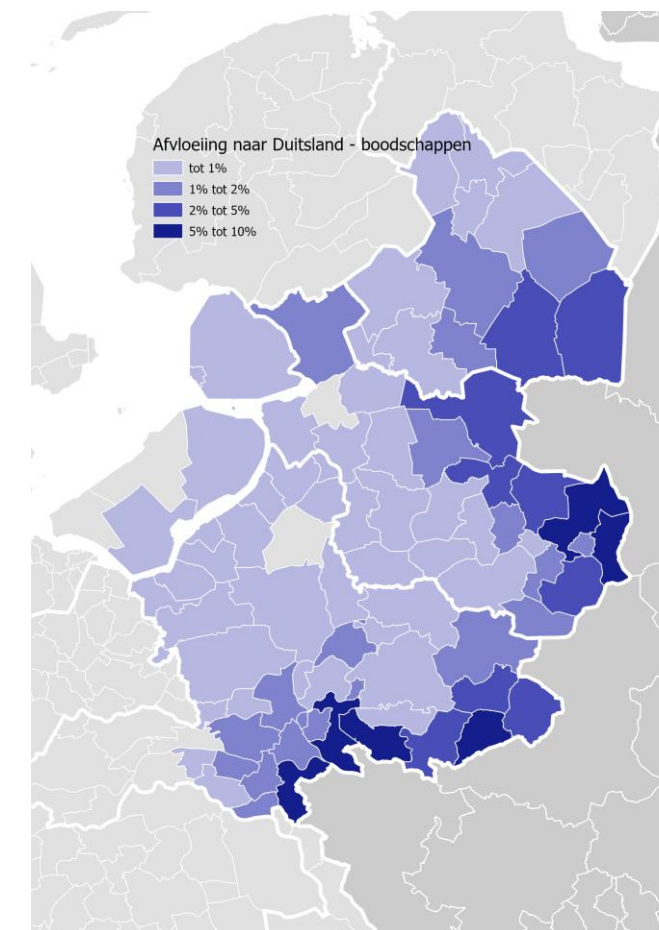 Afvloeiing naar Duitsland - boodschappen
tot 1%
1% tot 2%
2% tot 5%
5% tot 10%